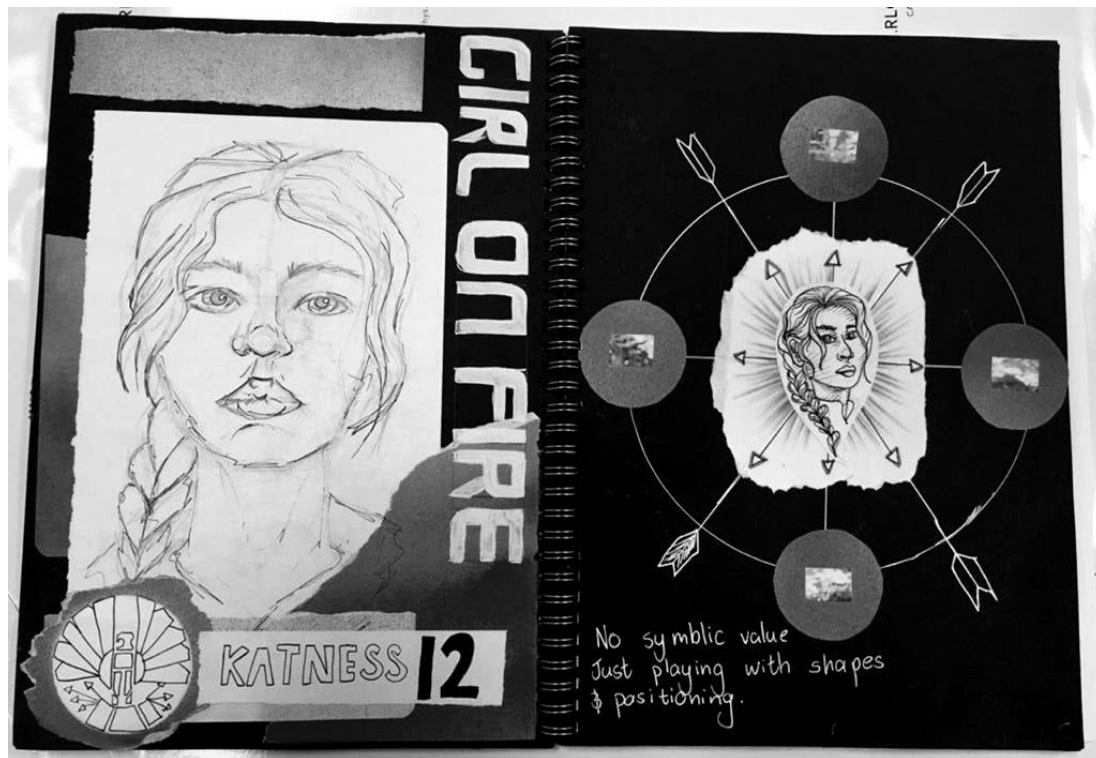 GIRL ON FIRE
KATNESS 12
No symblic value
Just playing with shapes
& positioning.